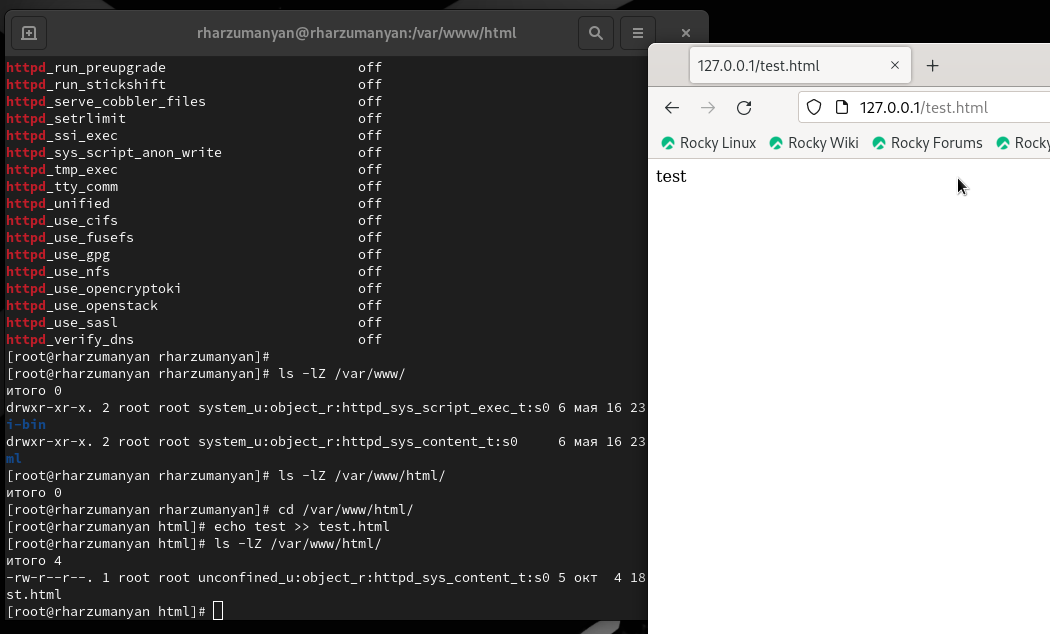 rharzumanyan@rharzumanyan:/var/www/html
httpd_run_preupgrade off
httpd_run_stickshift off
httpd_serve_cobbler_files off
httpd_setrlimit off
httpd_ssi_exec off
httpd_sys_script_anon_write off
httpd_tmp_exec off
httpd_tty_comm off
httpd_unified off
httpd_use_cifs off
httpd_use_fusefs off
httpd_use_gpg off
httpd_use_nfs off
httpd_use_opencryptoki off
httpd_use_openstack off
httpd_use_sasl off
httpd_verify_dns off
[root@rharzumanyan rharzumanyan]#
[root@rharzumanyan rharzumanyan]# ls -lZ /var/www/
итого 0
drwxr-xr-x. 2 root root system_u:object_r:httpd_sys_script_exec_t:s0 6 мая 16 23
i-bin
drwxr-xr-x. 2 root root system_u:object_r:httpd_sys_content_t:s0 6 мая 16 23
ml
[root@rharzumanyan rharzumanyan]# ls -lZ /var/www/html/
итого 0
[root@rharzumanyan rharzumanyan]# cd /var/www/html/
[root@rharzumanyan html]# echo test >> test.html
[root@rharzumanyan html]# ls -lZ /var/www/html/
итого 4
-rw-r--r--. 1 root root unconfined_u:object_r:httpd_sys_content_t:s0 5 окт 4 18
st.html
[root@rharzumanyan html]#
127.0.0.1/test.html
127.0.0.1/test.html
Rocky Linux Rocky Wiki Rocky Forums Rocky
test